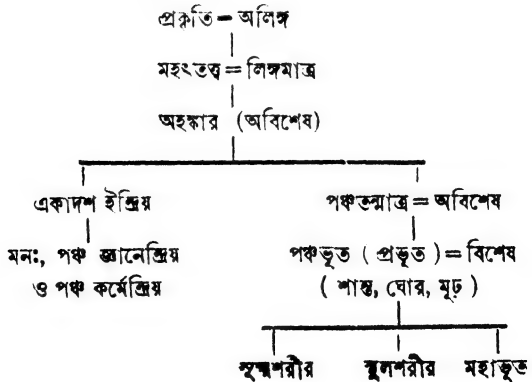 প্রকৃতি = অলিঙ্গ
মহৎতত্ত্ব = লিঙ্গমাত্র
অহঙ্কার (অবিশেষ)
একাদশ ইন্দ্রিয় পঞ্চতন্মাত্র = অবিশেষ
মনঃ, পঞ্চ জ্ঞানেন্দ্রিয় পঞ্চভূত ( প্রভূত ) = বিশেষ
ও পঞ্চ কর্মেন্দ্রিয় ( শান্ত, ঘোর, মূঢ় )
সূক্ষ্মশরীর স্থূলশরীর মহাভূত